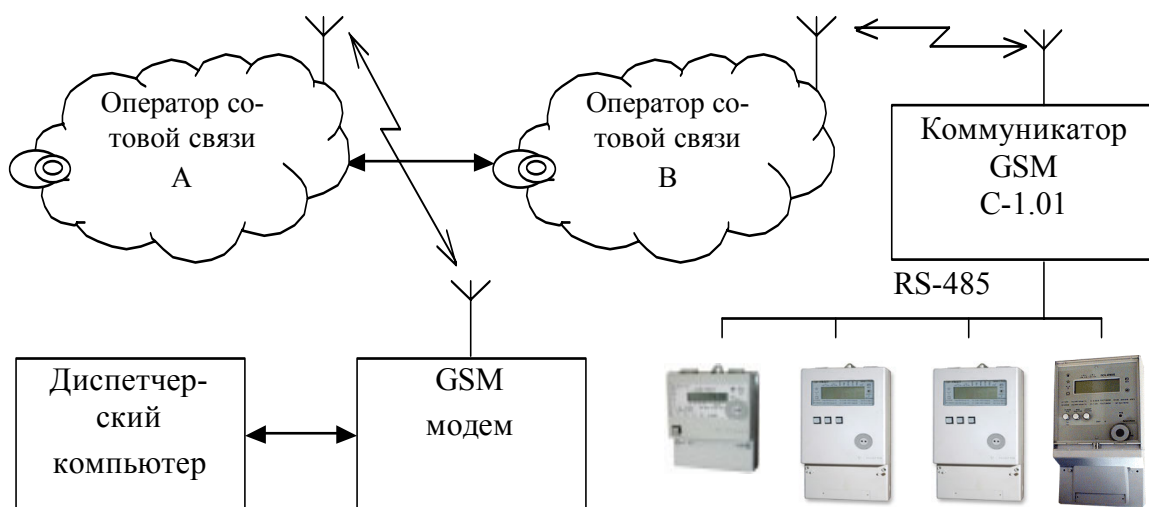 Оператор со-
товой связи
А
Оператор со-
товой связи
В
Коммуникатор
GSM
С-1.01
RS-485
Диспетчер-
ский
компьютер
GSM
модем